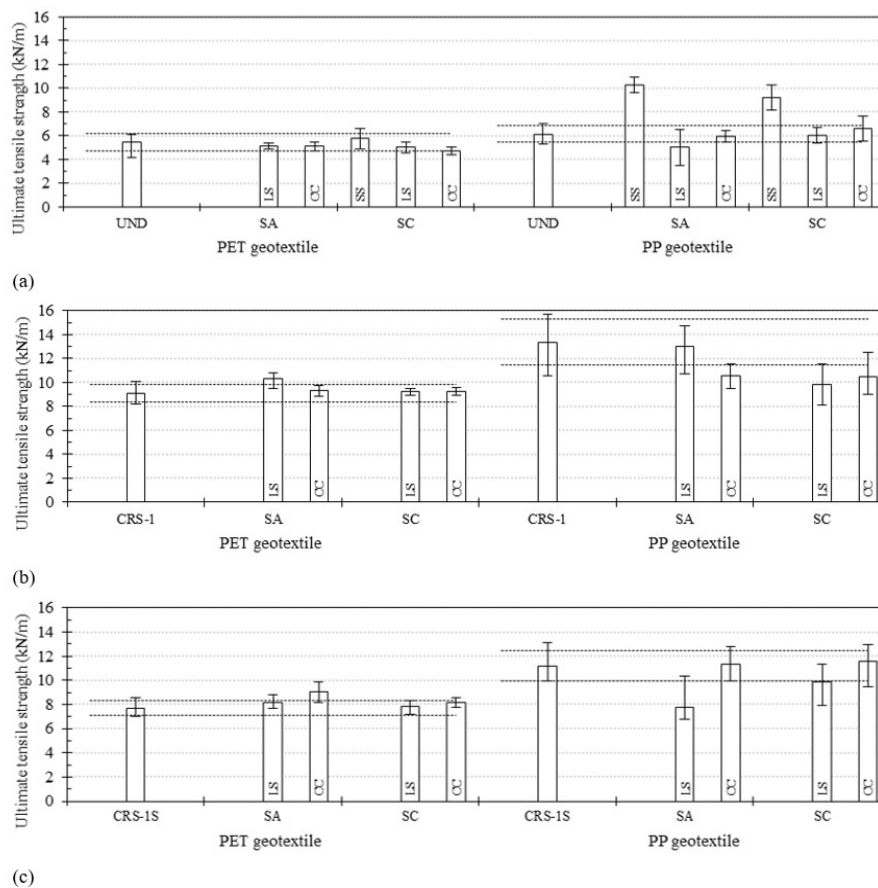 Ultimate tensile strength (kN/m)
16
14
12
10
8
6
4
2
0
LS
CC
SS
LS
CC
SS
LS
CC
SS
LS
CC
UND SA SC UND SA SC
PET geotextile PP geotextile
(a)
Ultimate tensile strength (kN/m)
16
14
12
10
8
6
4
2
0
LS
CC
LS
CC
LS
CC
LS
CC
CRS-1 SA SC CRS-1 SA SC
PET geotextile PP geotextile
(b)
Ultimate tensile strength (kN/m)
16
14
12
10
8
6
4
2
0
LS
CC
LS
CC
LS
CC
LS
CC
CRS-1S SA SC CRS-1S SA SC
PET geotextile PP geotextile
(c)